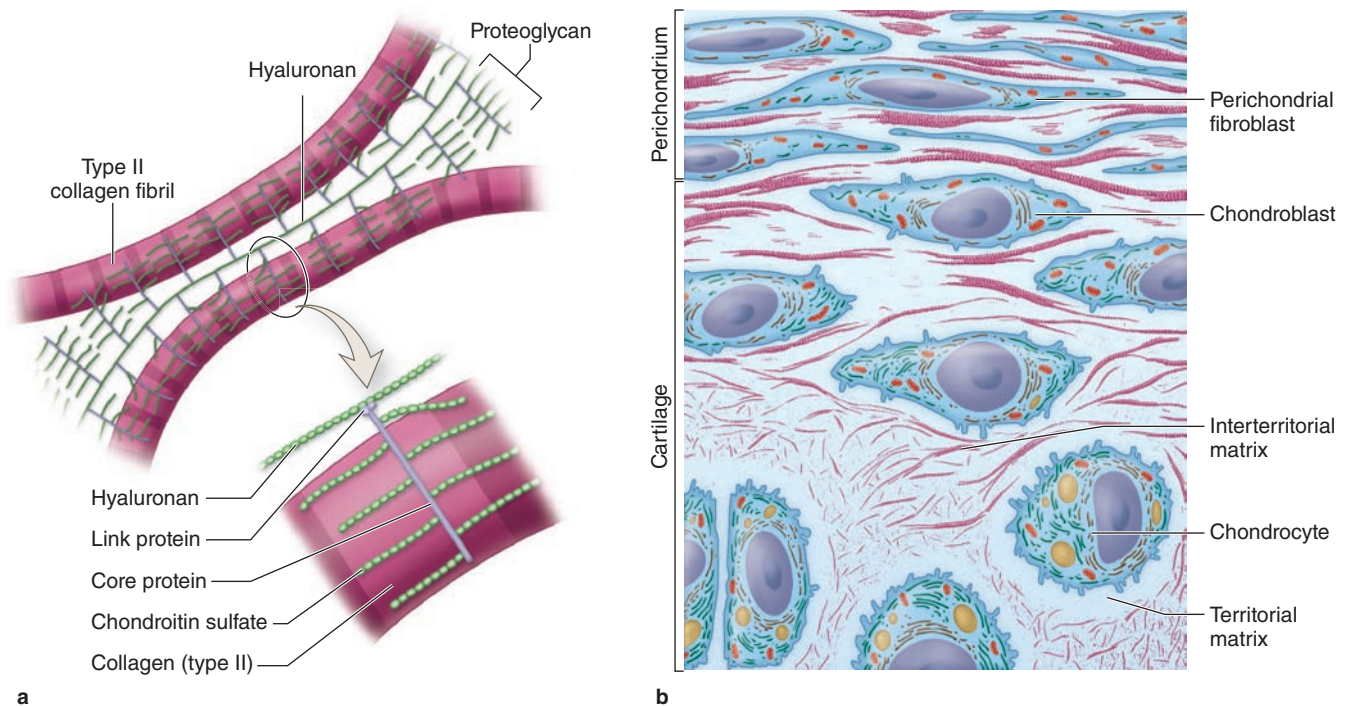 Proteoglycan
Hyaluronan
Type II
collagen fibril
Hyaluronan
Link protein
Core protein
Chondroitin sulfate
Collagen (type II)
a
Perichondrium
Cartilage
Perichondrial
fibroblast
Chondroblast
Interterritorial
matrix
Chondrocyte
Territorial
matrix
b